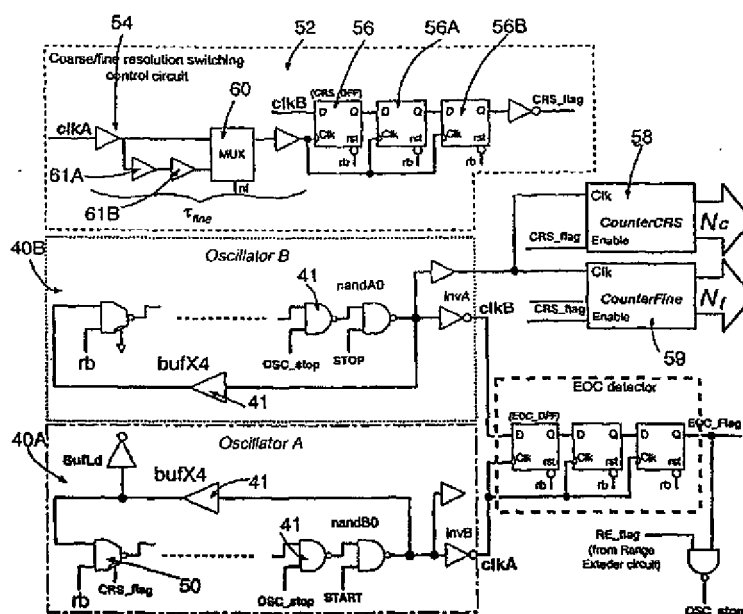 54
52
56
56A
56B
Coarse/fine resolution switching
control circuit
60
clkB
(CRS_DFF)
D Q
D Q
D Q
CRS_flag
clkA
MUX
Clk
rst
Clk
rst
Clk
rst
rb
rb
rb
61A
61B
τfine
58
Clk
CounterCRS
Nc
CRS_flag
Enable
Clk
CounterFine
Nf
CRS_flag
Enable
59
40B
Oscillator B
41
nandA0
invA
clkB
rb
OSC_stop
STOP
bufX4
41
EOC detector
(EOC_DFF)
D Q
D Q
D Q
EOC_Flag
Clk
rst
Clk
rst
Clk
rst
rb
rb
rb
40A
Oscillator A
BufLd
bufX4
41
41
nandB0
invB
clkA
50
rb
CRS_flag
OSC_stop
START
RE_flag
(from Range
Extender circuit)
OSC_stop